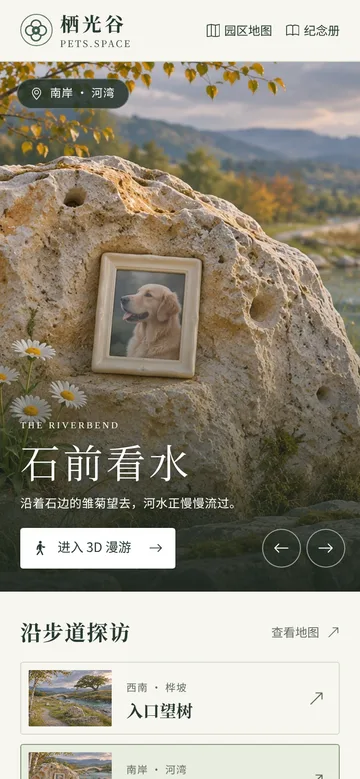 栖光谷
PETS.SPACE
园区地图
纪念册
南岸 · 河湾
THE RIVERBEND
石前看水
沿着石边的雏菊望去，河水正慢慢流过。
进入 3D 漫游
沿步道探访
查看地图
西南 · 桦坡
入口望树
南岸 · 河湾